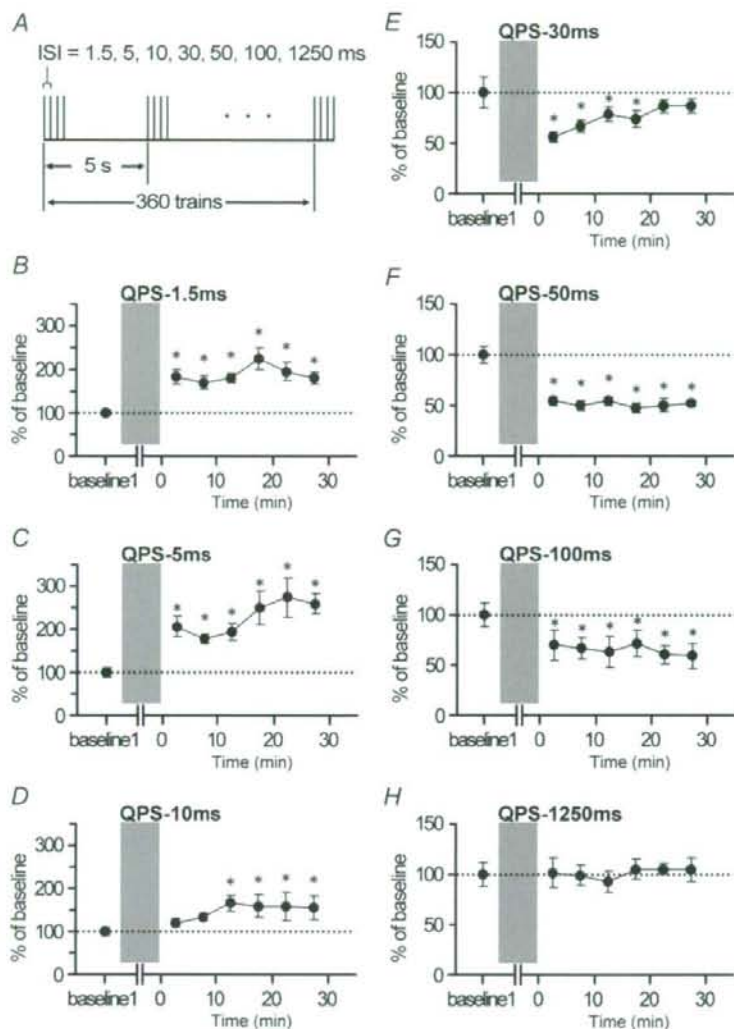 A
ISI = 1.5, 5, 10, 30, 50, 100, 1250 ms
5 s
360 trains
B
QPS-1.5ms
% of baseline
300
200
100
0
baseline1 0 10 20 30
Time (min)
C
QPS-5ms
% of baseline
300
200
100
0
baseline1 0 10 20 30
Time (min)
D
QPS-10ms
% of baseline
300
200
100
0
baseline1 0 10 20 30
Time (min)
E
QPS-30ms
% of baseline
150
100
50
0
baseline1 0 10 20 30
Time (min)
F
QPS-50ms
% of baseline
150
100
50
0
baseline1 0 10 20 30
Time (min)
G
QPS-100ms
% of baseline
150
100
50
0
baseline1 0 10 20 30
Time (min)
H
QPS-1250ms
% of baseline
150
100
50
0
baseline1 0 10 20 30
Time (min)